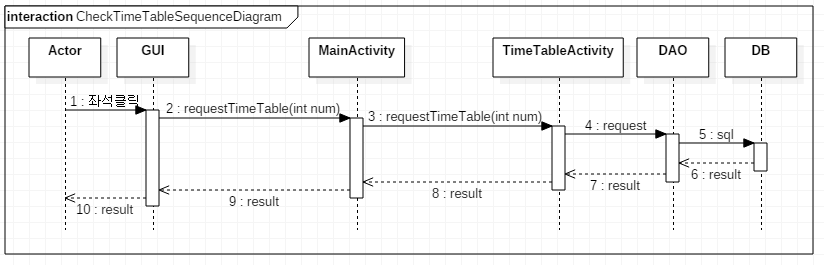 interaction CheckTimeTableSequenceDiagram
Actor
GUI
MainActivity
TimeTableActivity
DAO
DB
1 : 좌석클릭
2 : requestTimeTable(int num)
3 : requestTimeTable(int num)
4 : request
5 : sql
6 : result
7 : result
8 : result
9 : result
10 : result